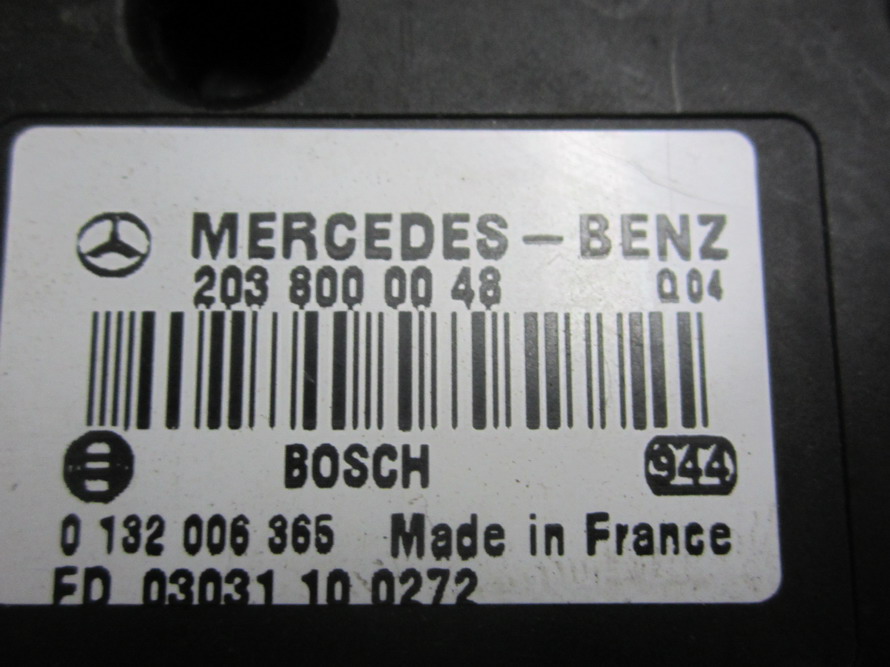 MERCEDES - BENZ
203 800 00 48 Q04
BOSCH 944
0 132 006 365 Made in France
FD 03031 10 0272